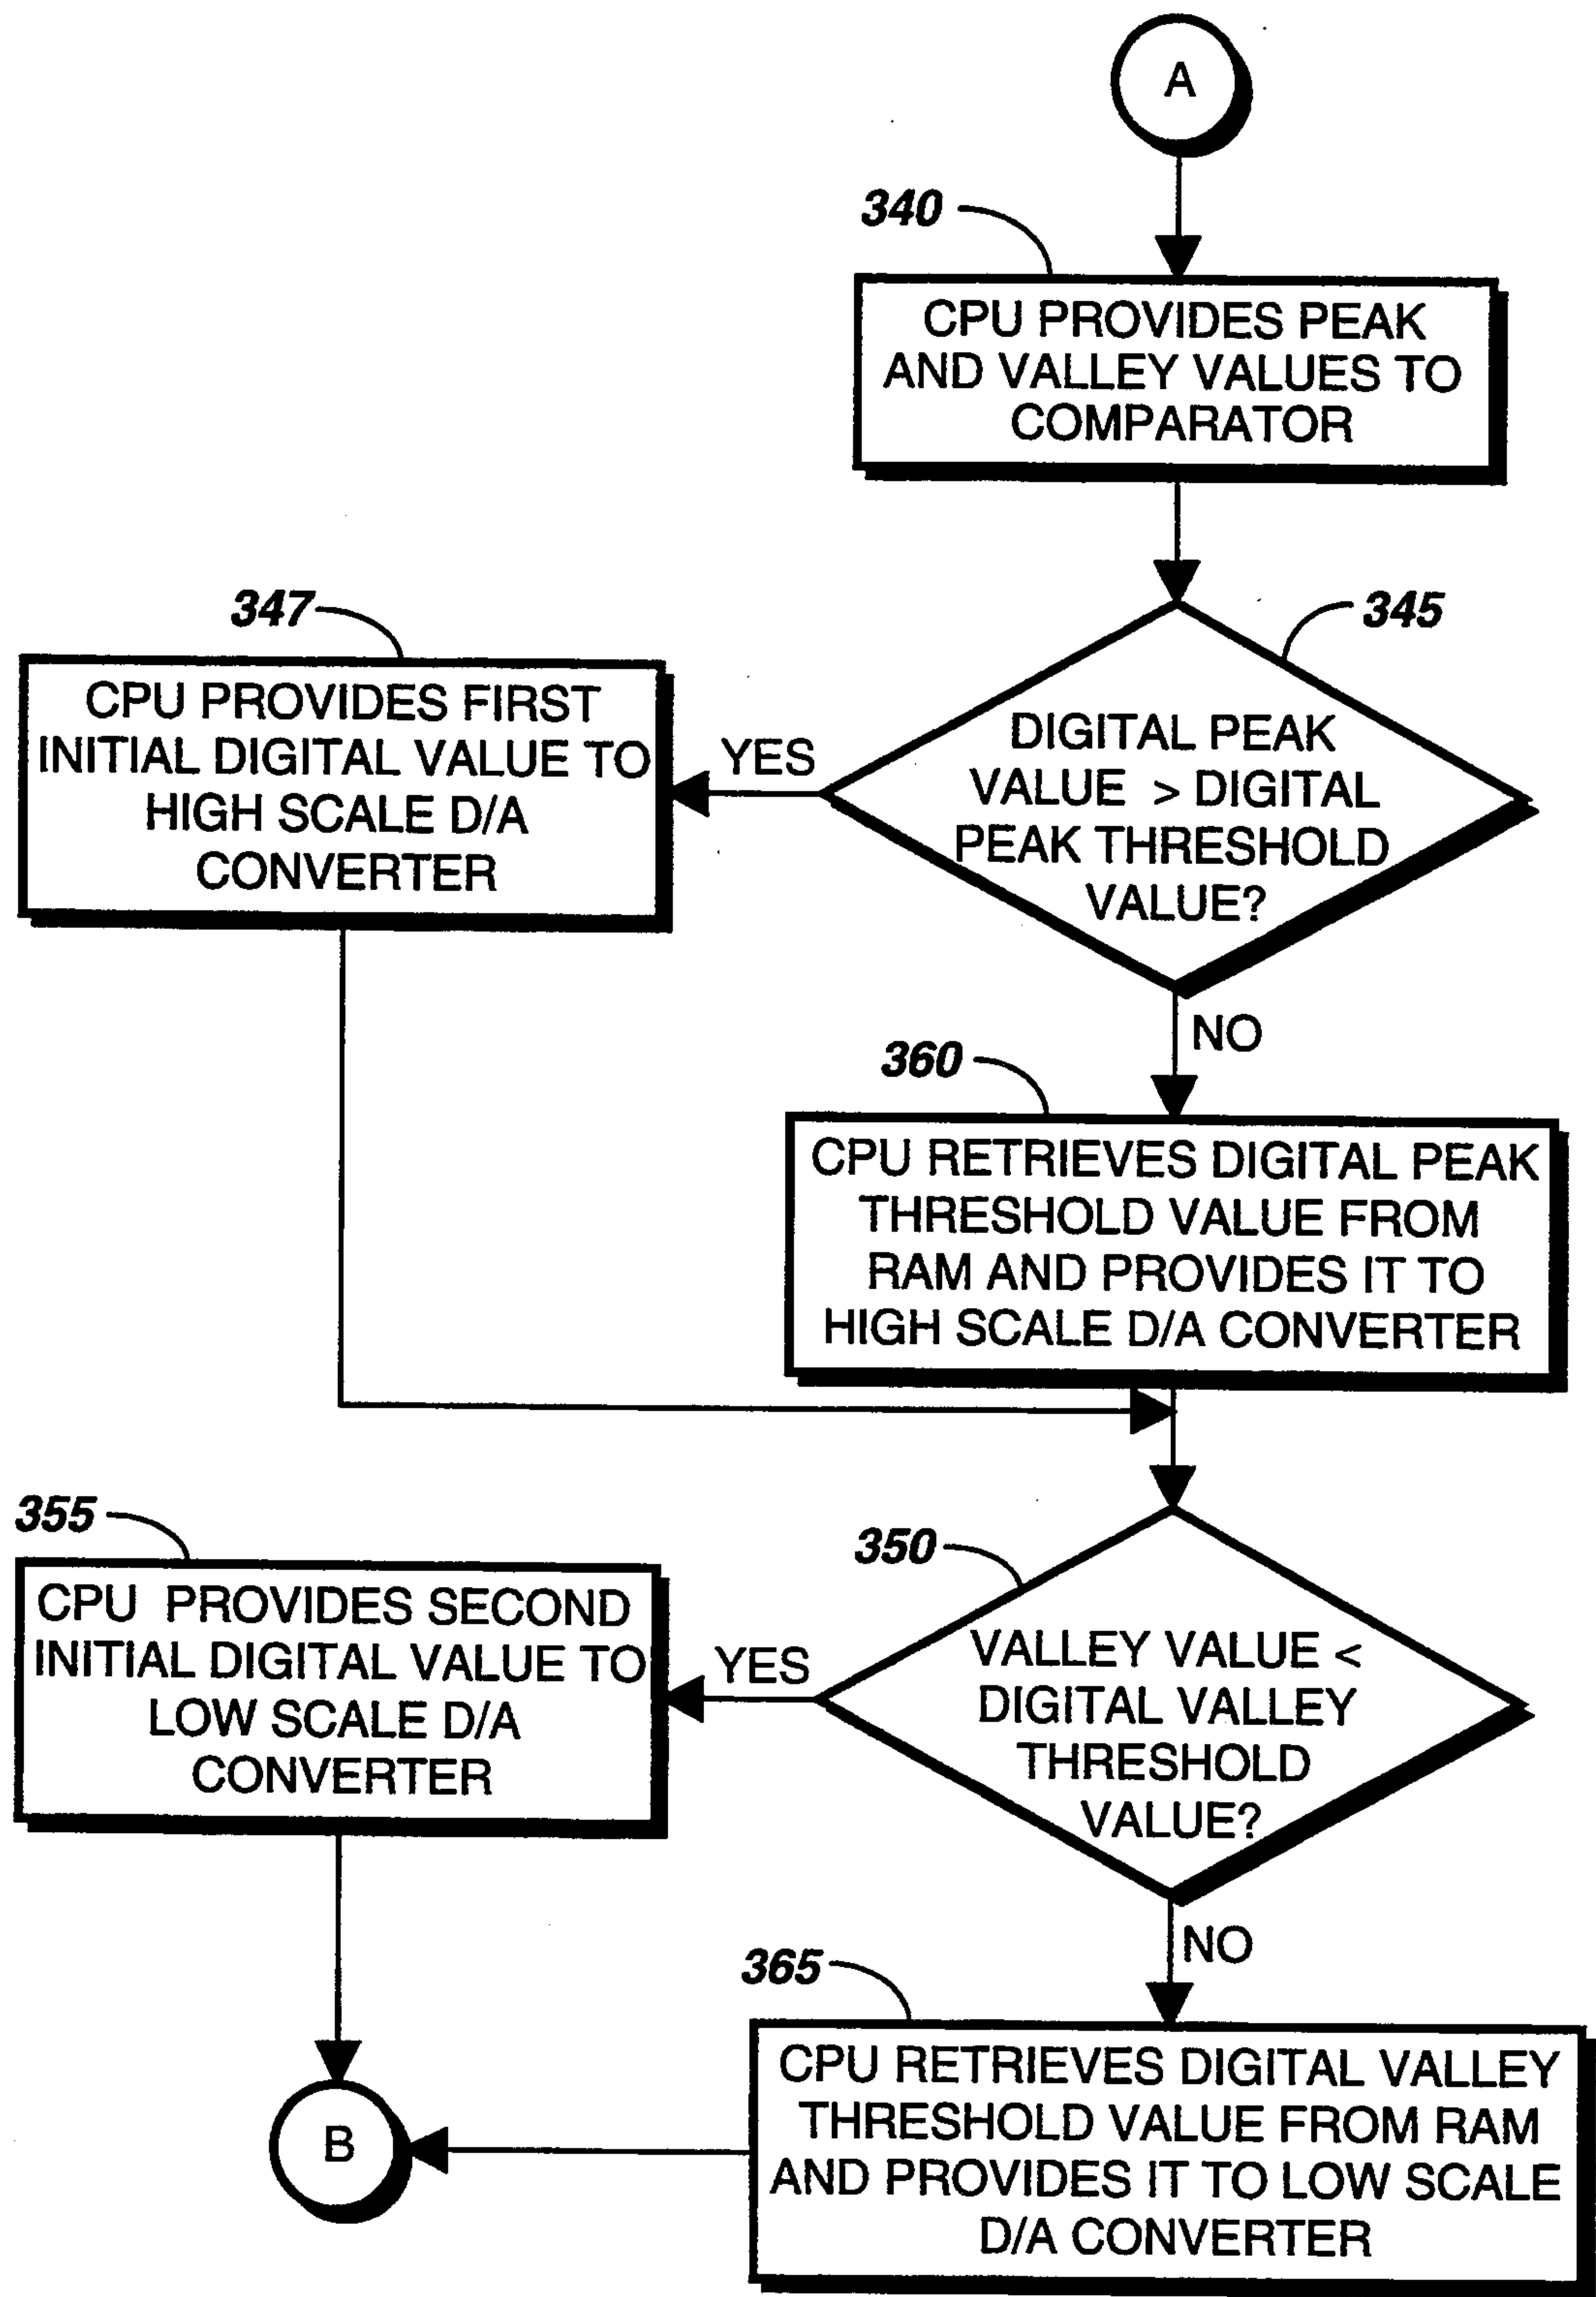 A
340
CPU PROVIDES PEAK
AND VALLEY VALUES TO
COMPARATOR
347
345
CPU PROVIDES FIRST
INITIAL DIGITAL VALUE TO
HIGH SCALE D/A
CONVERTER
YES
DIGITAL PEAK
VALUE > DIGITAL
PEAK THRESHOLD
VALUE?
NO
360
CPU RETRIEVES DIGITAL PEAK
THRESHOLD VALUE FROM
RAM AND PROVIDES IT TO
HIGH SCALE D/A CONVERTER
355
350
CPU PROVIDES SECOND
INITIAL DIGITAL VALUE TO
LOW SCALE D/A
CONVERTER
YES
VALLEY VALUE <
DIGITAL VALLEY
THRESHOLD
VALUE?
NO
365
CPU RETRIEVES DIGITAL VALLEY
THRESHOLD VALUE FROM RAM
AND PROVIDES IT TO LOW SCALE
D/A CONVERTER
B